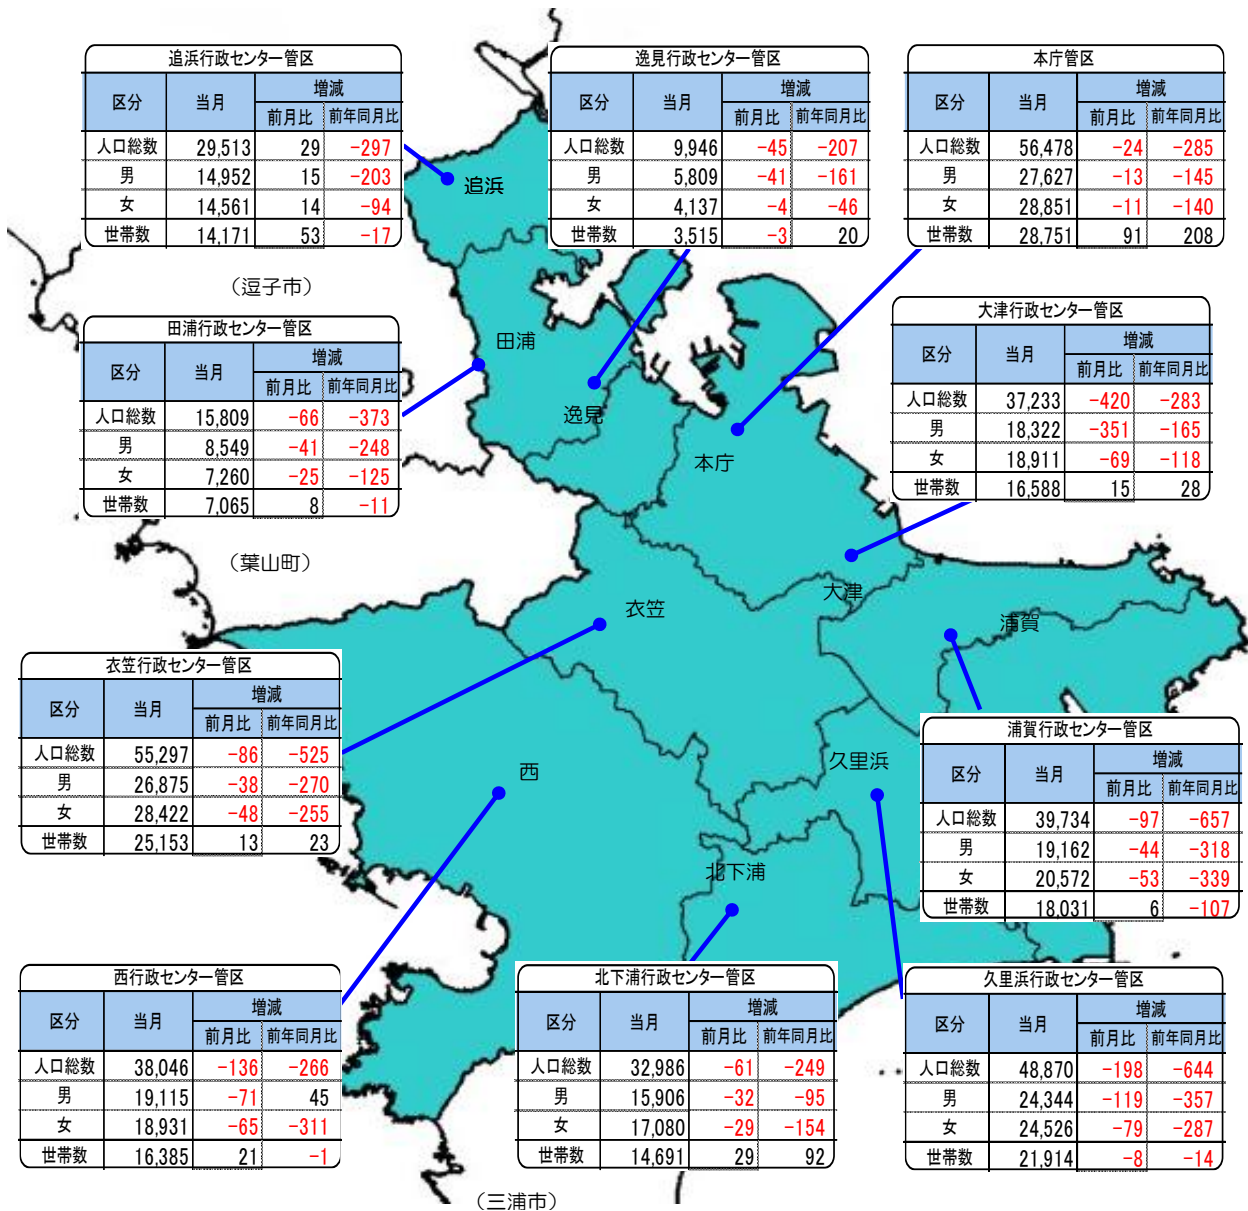 追浜行政センター管区
区分 当月 増減
前月比 前年同月比
人口総数 29,513 29 -297
男 14,952 15 -203
女 14,561 14 -94
世帯数 14,171 53 -17
逸見行政センター管区
区分 当月 増減
前月比 前年同月比
人口総数 9,946 -45 -207
男 5,809 -41 -161
女 4,137 -4 -46
世帯数 3,515 -3 20
本庁管区
区分 当月 増減
前月比 前年同月比
人口総数 56,478 -24 -285
男 27,627 -13 -145
女 28,851 -11 -140
世帯数 28,751 91 208
追浜
（逗子市）
田浦行政センター管区
区分 当月 増減
前月比 前年同月比
人口総数 15,809 -66 -373
男 8,549 -41 -248
女 7,260 -25 -125
世帯数 7,065 8 -11
田浦
逸見
本庁
大津行政センター管区
区分 当月 増減
前月比 前年同月比
人口総数 37,233 -420 -283
男 18,322 -351 -165
女 18,911 -69 -118
世帯数 16,588 15 28
（葉山町）
大津
衣笠
浦賀
衣笠行政センター管区
区分 当月 増減
前月比 前年同月比
人口総数 55,297 -86 -525
男 26,875 -38 -270
女 28,422 -48 -255
世帯数 25,153 13 23
西
久里浜
北下浦
浦賀行政センター管区
区分 当月 増減
前月比 前年同月比
人口総数 39,734 -97 -657
男 19,162 -44 -318
女 20,572 -53 -339
世帯数 18,031 6 -107
西行政センター管区
区分 当月 増減
前月比 前年同月比
人口総数 38,046 -136 -266
男 19,115 -71 45
女 18,931 -65 -311
世帯数 16,385 21 -1
北下浦行政センター管区
区分 当月 増減
前月比 前年同月比
人口総数 32,986 -61 -249
男 15,906 -32 -95
女 17,080 -29 -154
世帯数 14,691 29 92
久里浜行政センター管区
区分 当月 増減
前月比 前年同月比
人口総数 48,870 -198 -644
男 24,344 -119 -357
女 24,526 -79 -287
世帯数 21,914 -8 -14
（三浦市）